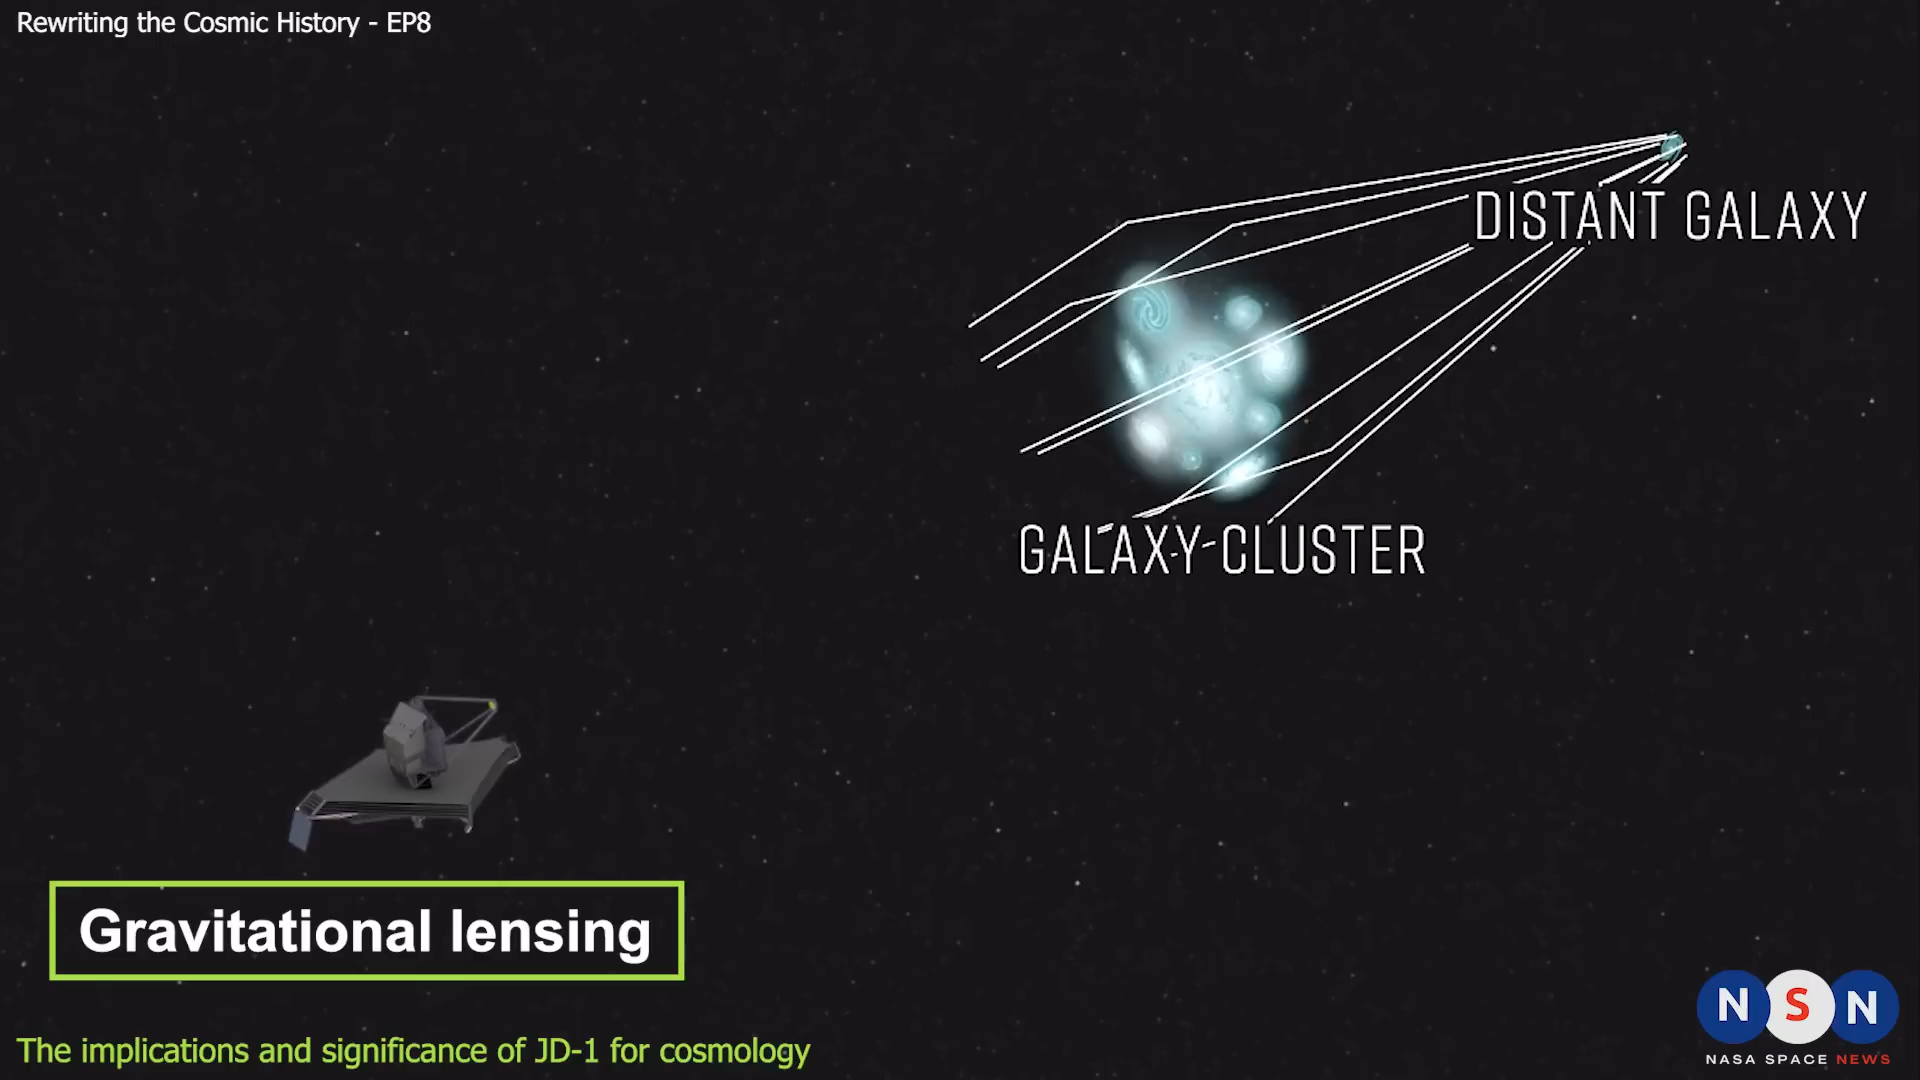 Rewriting the Cosmic History - EP8
DISTANT GALAXY
GALAXY CLUSTER
Gravitational lensing
The implications and significance of JD-1 for cosmology
NSN
NASA SPACE NEWS